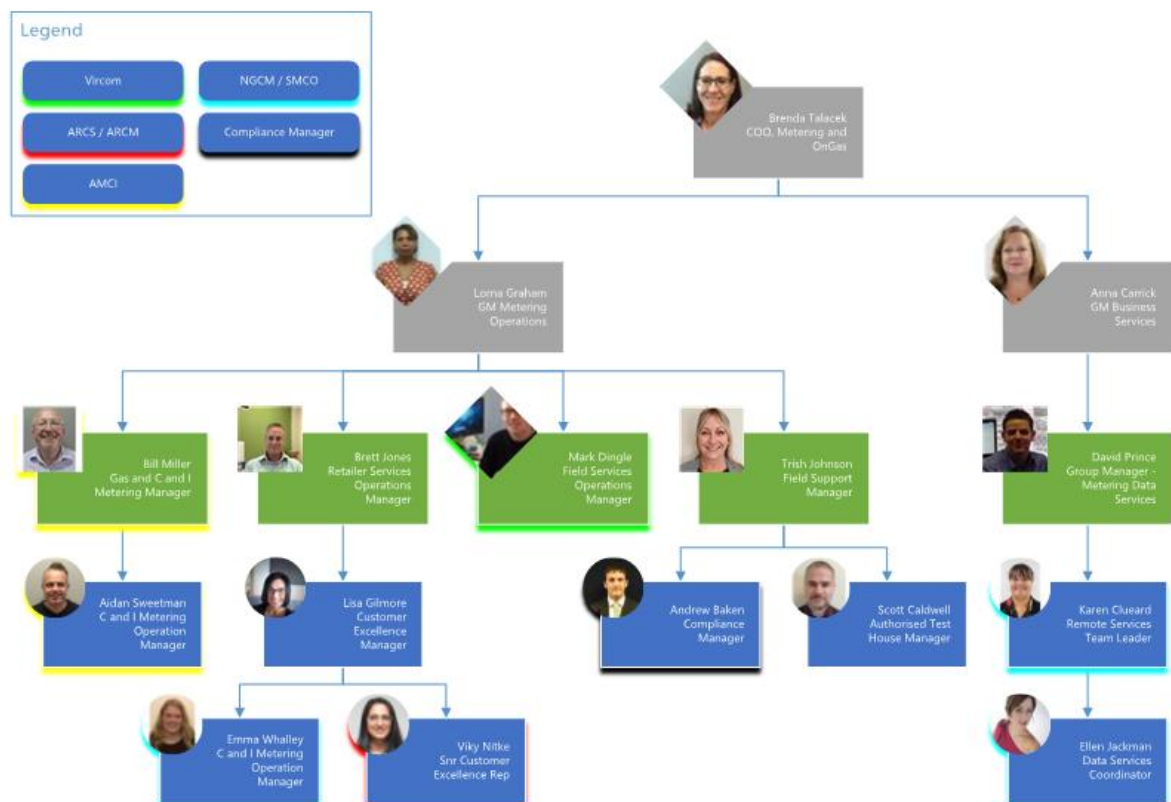 Legend
Vircom
NGCM / SMCO
ARCS / ARCM
Compliance Manager
AMCI
Brenda Talacek
COO, Metering and
OnGas
Lorna Graham
GM Metering
Operations
Anna Carrick
GM Business
Services
Bill Miller
Gas and C and I
Metering Manager
Brett Jones
Retailer Services
Operations
Manager
Mark Dingle
Field Services
Operations
Manager
Trish Johnson
Field Support
Manager
David Prince
Group Manager -
Metering Data
Services
Aidan Sweetman
C and I Metering
Operation
Manager
Lisa Gilmore
Customer
Excellence
Manager
Andrew Baken
Compliance
Manager
Scott Caldwell
Authorised Test
House Manager
Karen Clueard
Remote Services
Team Leader
Emma Whalley
C and I Metering
Operation
Manager
Viky Nitke
Snr Customer
Excellence Rep
Ellen Jackman
Data Services
Coordinator